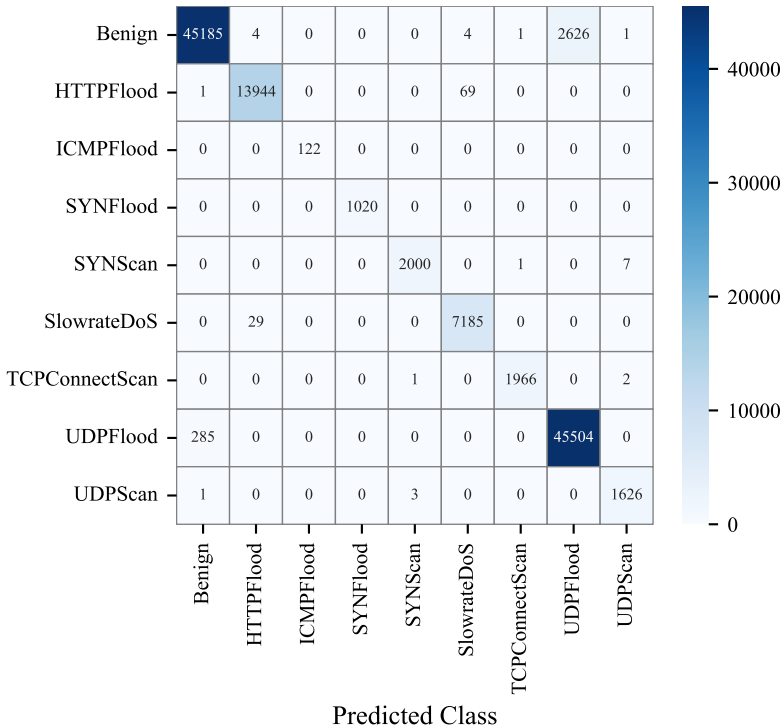 Benign 45185 4 0 0 0 4 1 2626 1
HTTPFlood 1 13944 0 0 0 69 0 0 0
ICMPFlood 0 0 122 0 0 0 0 0 0
SYNFlood 0 0 0 1020 0 0 0 0 0
SYNScan 0 0 0 0 2000 0 1 0 7
SlowrateDoS 0 29 0 0 0 7185 0 0 0
TCPConnectScan 0 0 0 0 1 0 1966 0 2
UDPFlood 285 0 0 0 0 0 0 45504 0
UDPScan 1 0 0 0 3 0 0 0 1626
Benign
HTTPFlood
ICMPFlood
SYNFlood
SYNScan
SlowrateDoS
TCPConnectScan
UDPFlood
UDPScan
Predicted Class
40000
30000
20000
10000
0